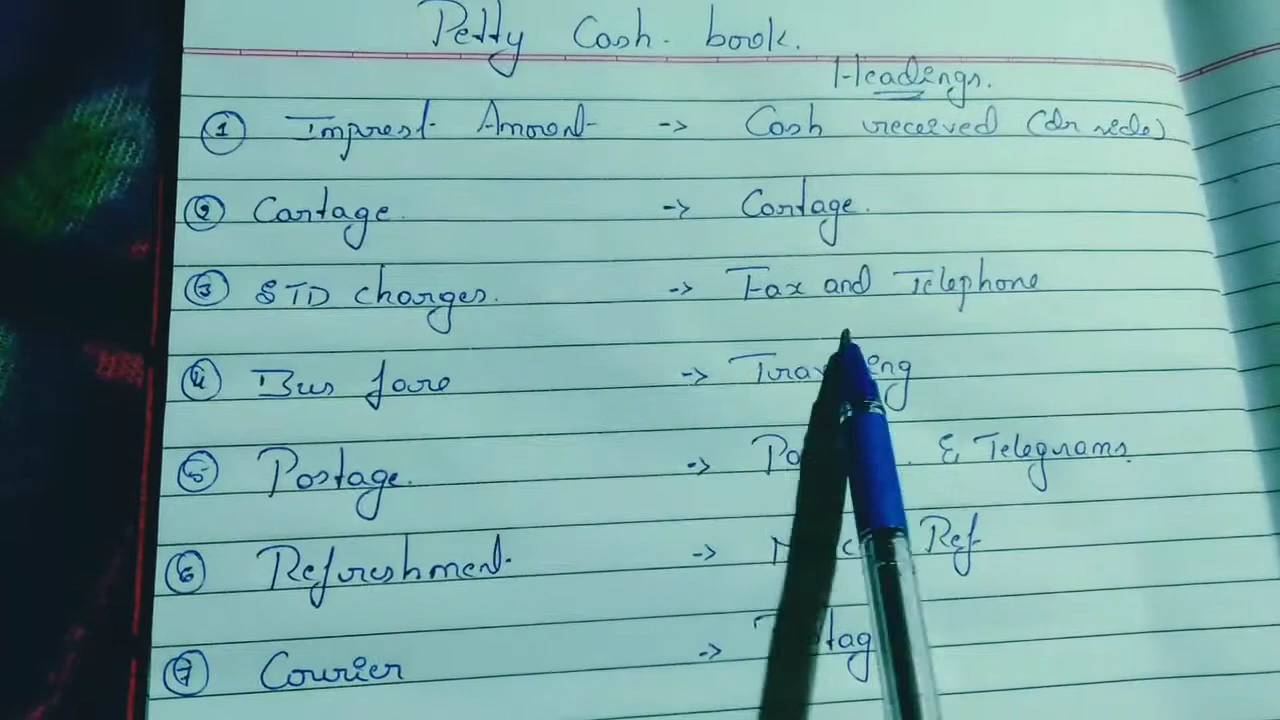 Petty Cash book.
Headings.
① Imprest Amount → Cash received (dr side)
② Cartage. → Cartage.
③ STD charges. → Fax and Telephone
④ Bus fare →
⑤ Postage. → & Telegrams.
⑥ Refreshment. → Ref
⑦ Courier →